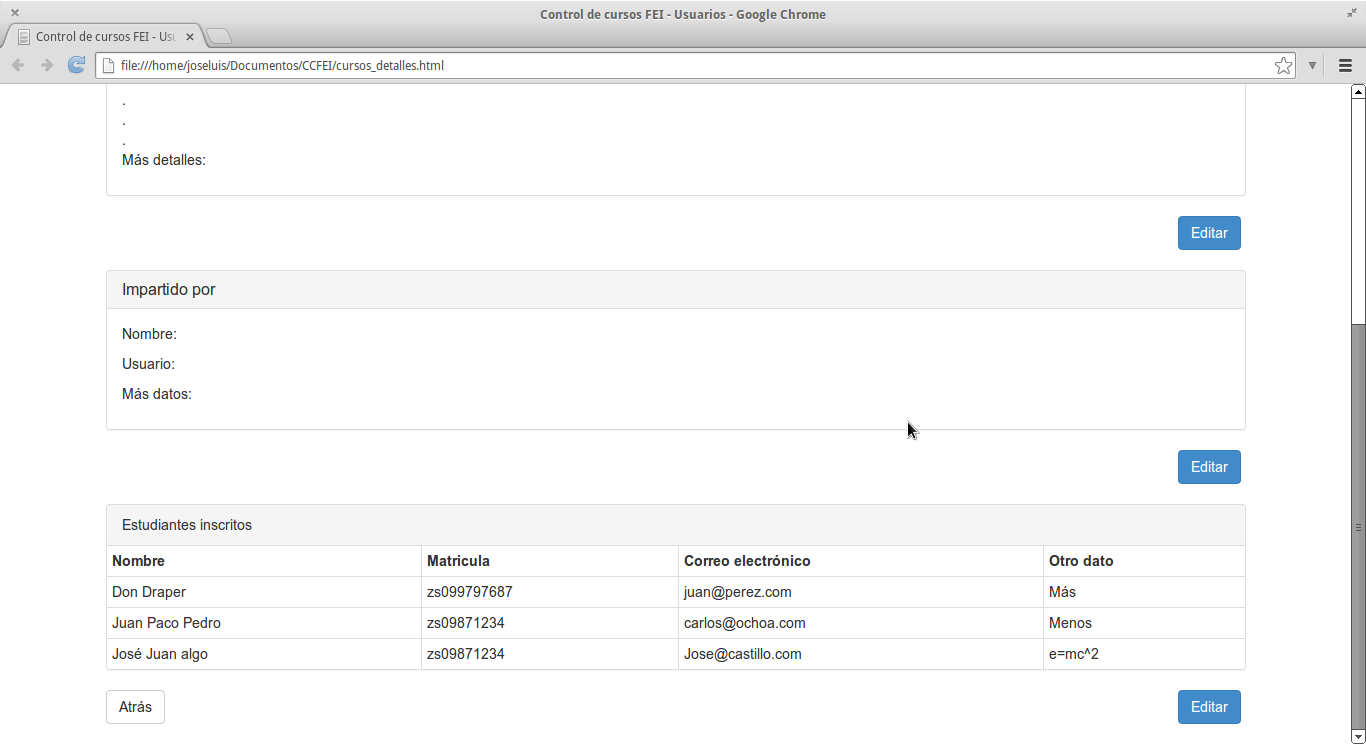 Control de cursos FEI - Usuarios - Google Chrome
Control de cursos FEI - Usu
file:///home/joseluis/Documentos/CCFEI/cursos_detalles.html
.
.
.
Más detalles:
Editar
Impartido por
Nombre:
Usuario:
Más datos:
Editar
Estudiantes inscritos
Nombre Matricula Correo electrónico Otro dato
Don Draper zs099797687 juan@perez.com Más
Juan Paco Pedro zs09871234 carlos@ochoa.com Menos
José Juan algo zs09871234 Jose@castillo.com e=mc^2
Atrás Editar